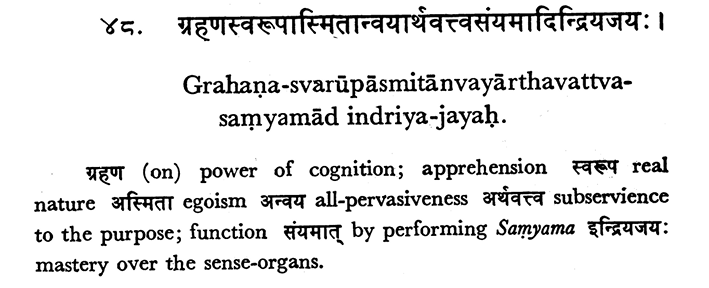 ४८. ग्रहणस्वरूपास्मितान्वयार्थवत्त्वसंयमादिन्द्रियजयः ।
Grahaṇa-svarūpāsmitānvayārthavattva-
saṃyamād indriya-jayaḥ.
ग्रहण (on) power of cognition; apprehension स्वरूप real
nature अस्मिता egoism अन्वय all-pervasiveness अर्थवत्त्व subservience
to the purpose; function संयमात् by performing Saṃyama इन्द्रियजयः
mastery over the sense-organs.